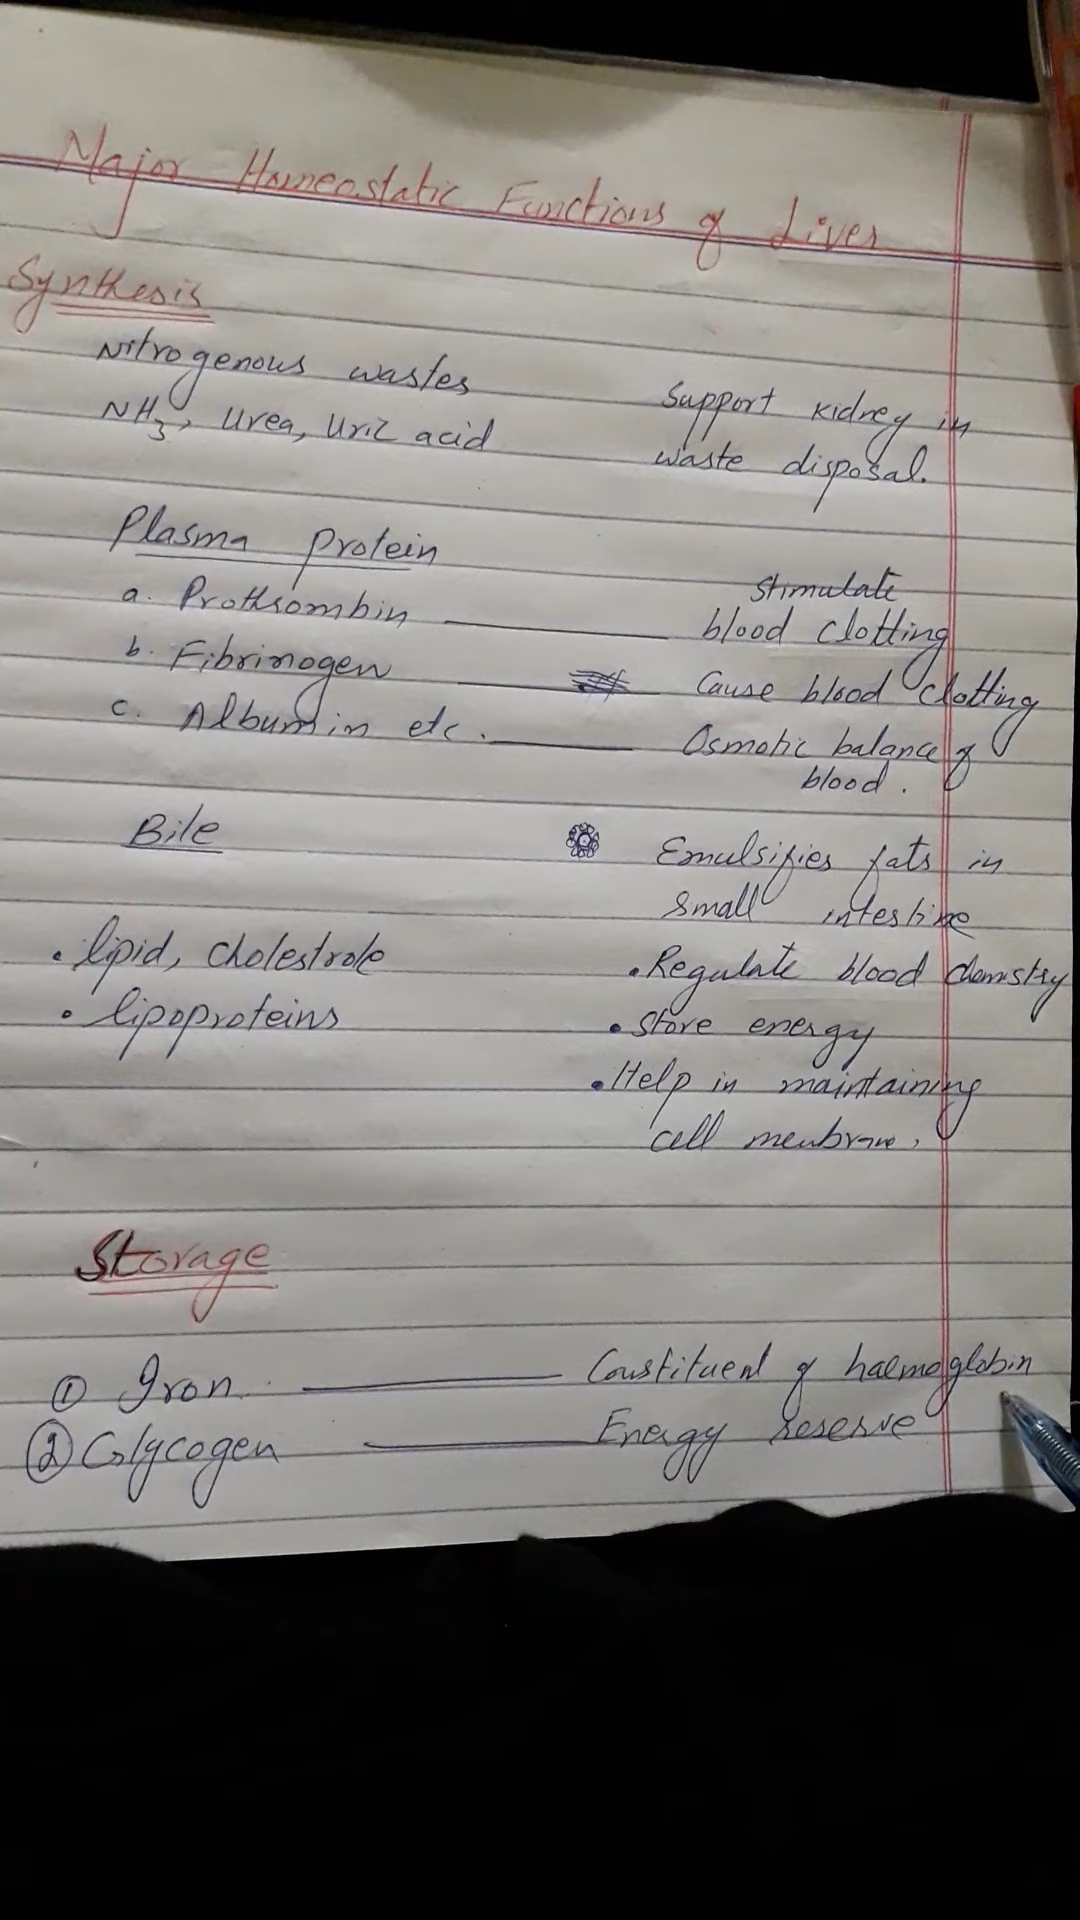 Major Homeostatic Functions of Liver
Synthesis
Nitrogenous wastes
NH3, Urea, Uric acid
Support kidney in
waste disposal.
Plasma protein
a. Prothrombin
stimulate
blood clotting
b. Fibrinogen
Cause blood clotting
c. Albumin etc.
Osmotic balance of
blood.
Bile
Emulsifies fats in
small intestine
• lipid, cholestrole
• Regulate blood chemistry
• lipoproteins
• Store energy
• Help in maintaining
cell membrane.
Storage
① Iron
Constituent of haemoglobin
② Glycogen
Energy reserve